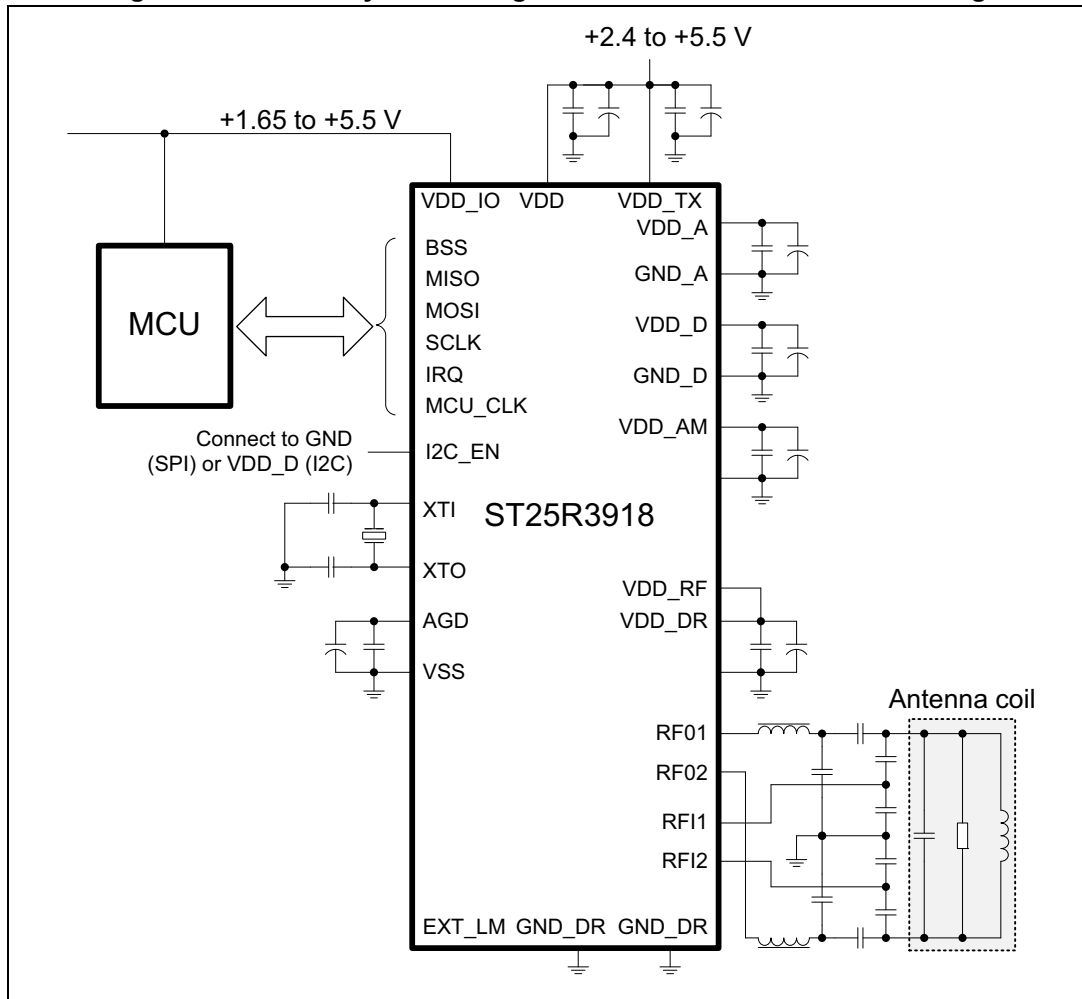 +2.4 to +5.5 V
+1.65 to +5.5 V
VDD_IO VDD VDD_TX
VDD_A
BSS
GND_A
MISO
MOSI
VDD_D
MCU
SCLK
IRQ
GND_D
MCU_CLK
VDD_AM
Connect to GND
(SPI) or VDD_D (I2C)
I2C_EN
XTI
ST25R3918
XTO
VDD_RF
AGD
VDD_DR
VSS
Antenna coil
RF01
RF02
RFI1
RFI2
EXT_LM GND_DR GND_DR